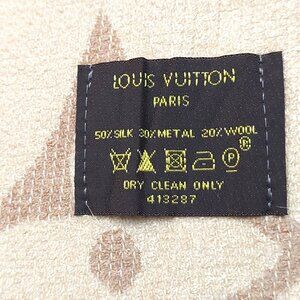 LOUIS VUITTON
PARIS
50% SILK 30% METAL 20% WOOL
P
®
DRY CLEAN ONLY
413287